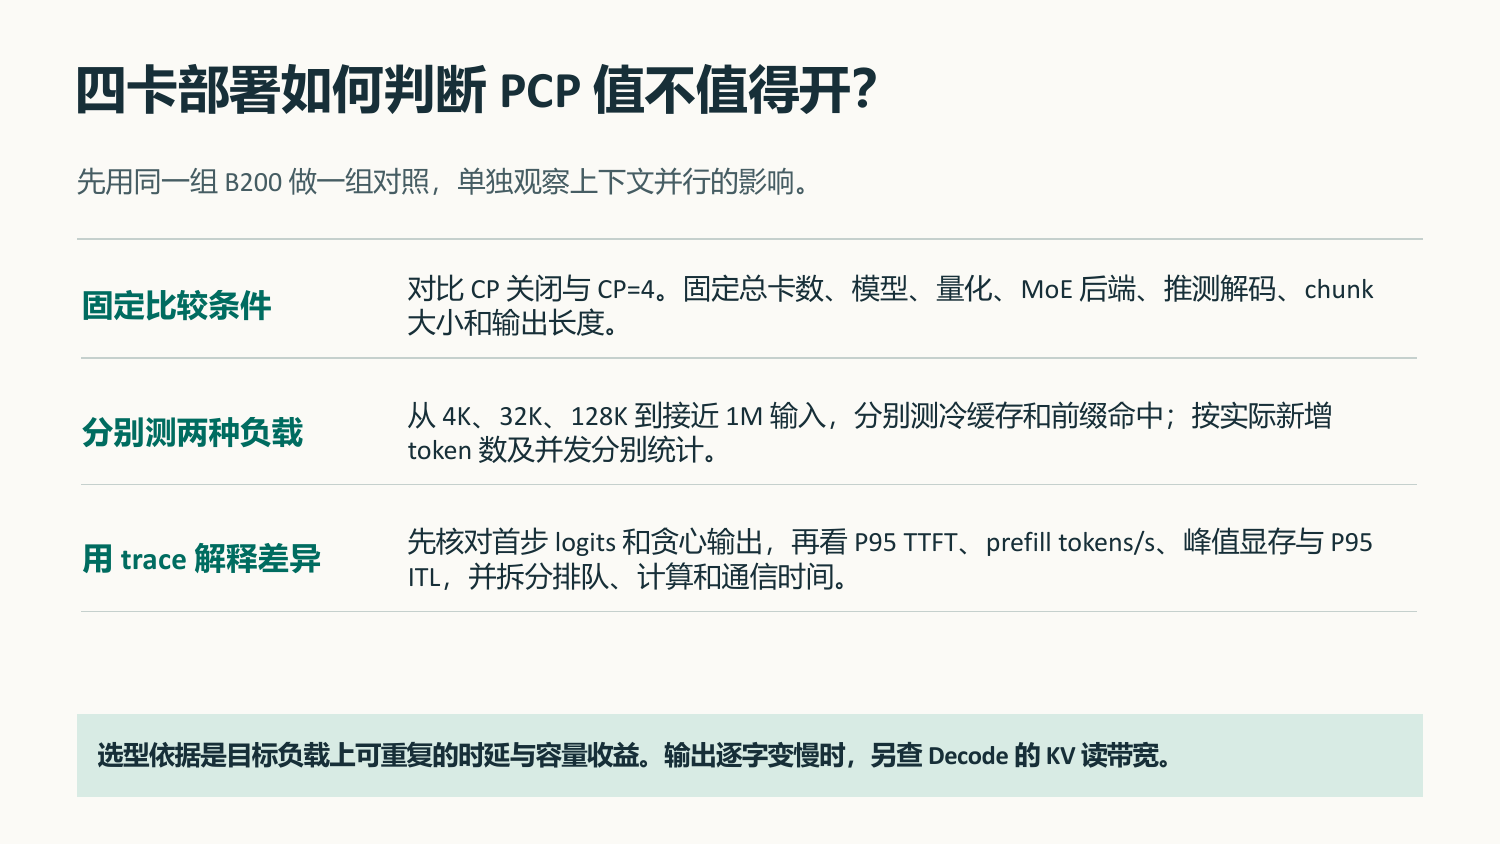 四卡部署如何判断 PCP 值不值得开？
先用同一组 B200 做一组对照，单独观察上下文并行的影响。
固定比较条件
对比 CP 关闭与 CP=4。固定总卡数、模型、量化、MoE 后端、推测解码、chunk
大小和输出长度。
分别测两种负载
从 4K、32K、128K 到接近 1M 输入，分别测冷缓存和前缀命中；按实际新增
token 数及并发分别统计。
用 trace 解释差异
先核对首步 logits 和贪心输出，再看 P95 TTFT、prefill tokens/s、峰值显存与 P95
ITL，并拆分排队、计算和通信时间。
选型依据是目标负载上可重复的时延与容量收益。输出逐字变慢时，另查 Decode 的 KV 读带宽。